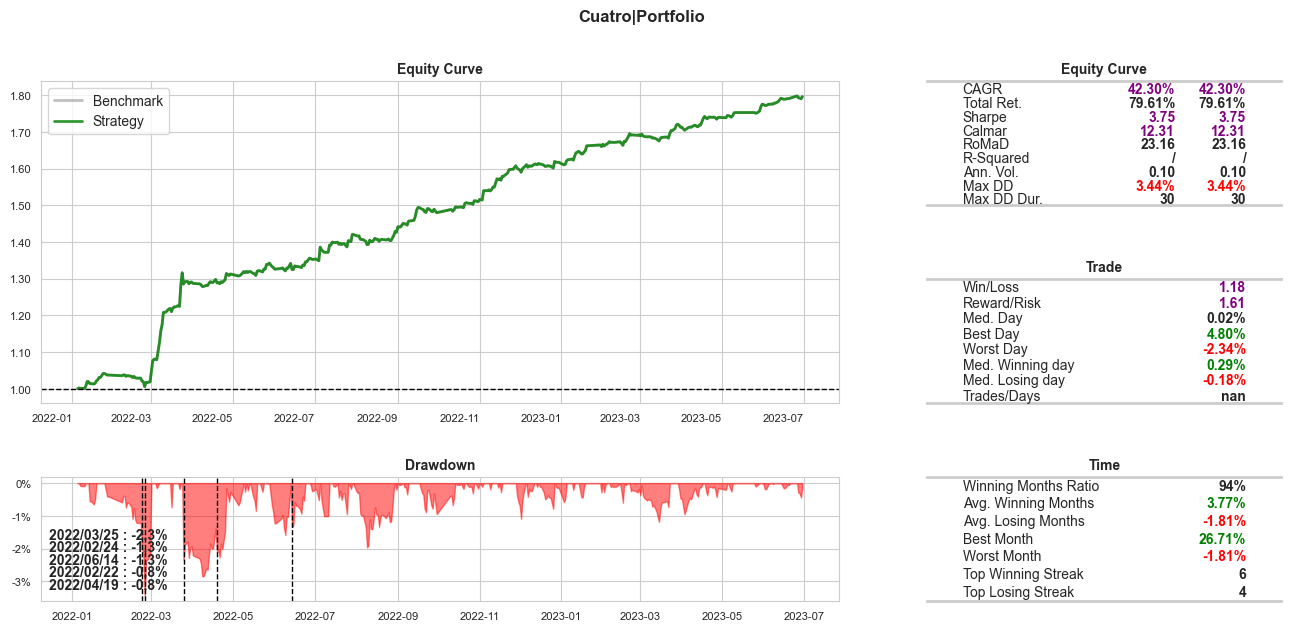 Cuatro|Portfolio
Equity Curve
Benchmark
Strategy
1.80
1.70
1.60
1.50
1.40
1.30
1.20
1.10
1.00
2022-01 2022-03 2022-05 2022-07 2022-09 2022-11 2023-01 2023-03 2023-05 2023-07
Equity Curve
CAGR 42.30% 42.30%
Total Ret. 79.61% 79.61%
Sharpe 3.75 3.75
Calmar 12.31 12.31
RoMaD 23.16 23.16
R-Squared / /
Ann. Vol. 0.10 0.10
Max DD 3.44% 3.44%
Max DD Dur. 30 30
Trade
Win/Loss 1.18
Reward/Risk 1.61
Med. Day 0.02%
Best Day 4.80%
Worst Day -2.34%
Med. Winning day 0.29%
Med. Losing day -0.18%
Trades/Days nan
Drawdown
0%
-1%
-2%
-3%
2022/03/25 : -2.3%
2022/02/24 : -1.3%
2022/06/14 : -1.3%
2022/02/22 : -0.8%
2022/04/19 : -0.8%
2022-01 2022-03 2022-05 2022-07 2022-09 2022-11 2023-01 2023-03 2023-05 2023-07
Time
Winning Months Ratio 94%
Avg. Winning Months 3.77%
Avg. Losing Months -1.81%
Best Month 26.71%
Worst Month -1.81%
Top Winning Streak 6
Top Losing Streak 4